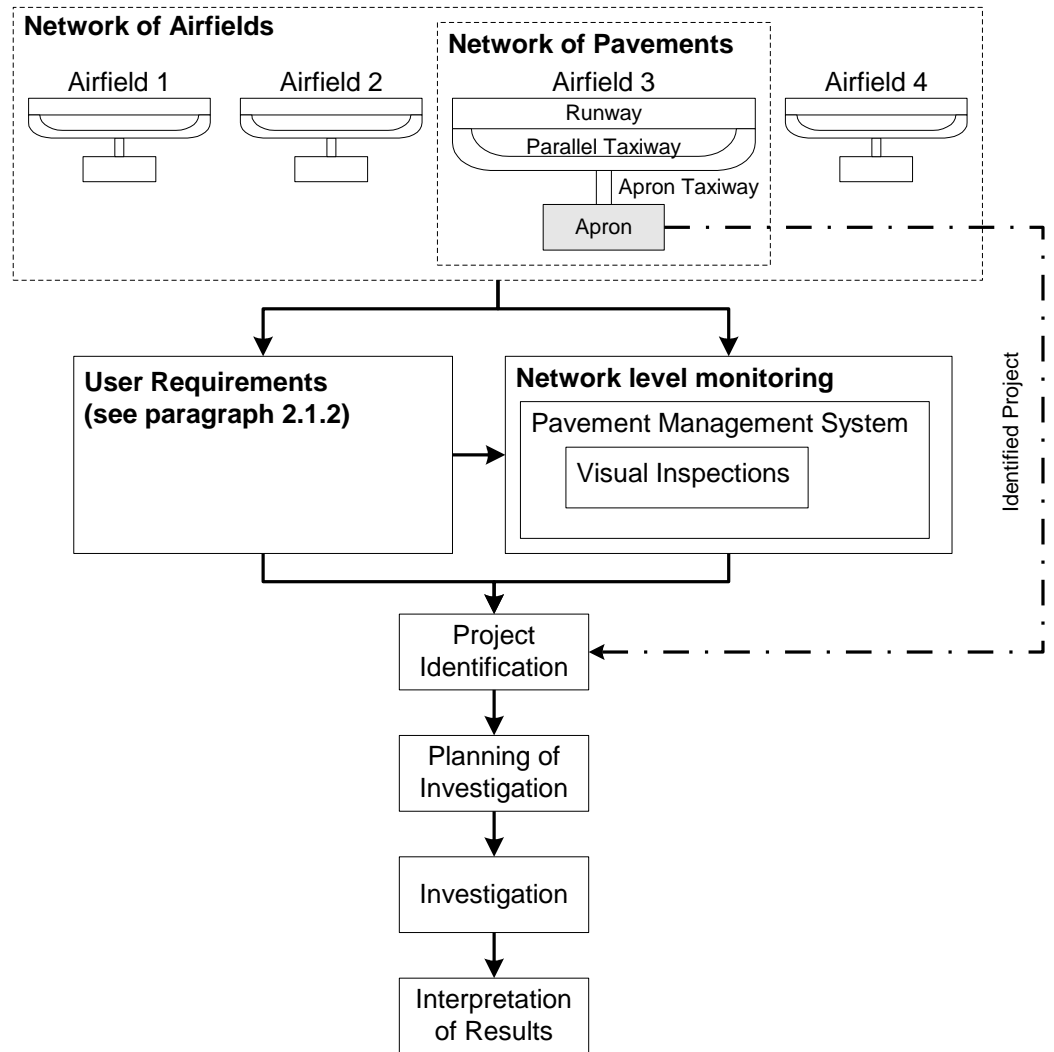 Network of Airfields
Network of Pavements
Airfield 1
Airfield 2
Airfield 3
Airfield 4
Runway
Parallel Taxiway
Apron Taxiway
Apron
User Requirements
(see paragraph 2.1.2)
Network level monitoring
Pavement Management System
Visual Inspections
Identified Project
Project
Identification
Planning of
Investigation
Investigation
Interpretation
of Results